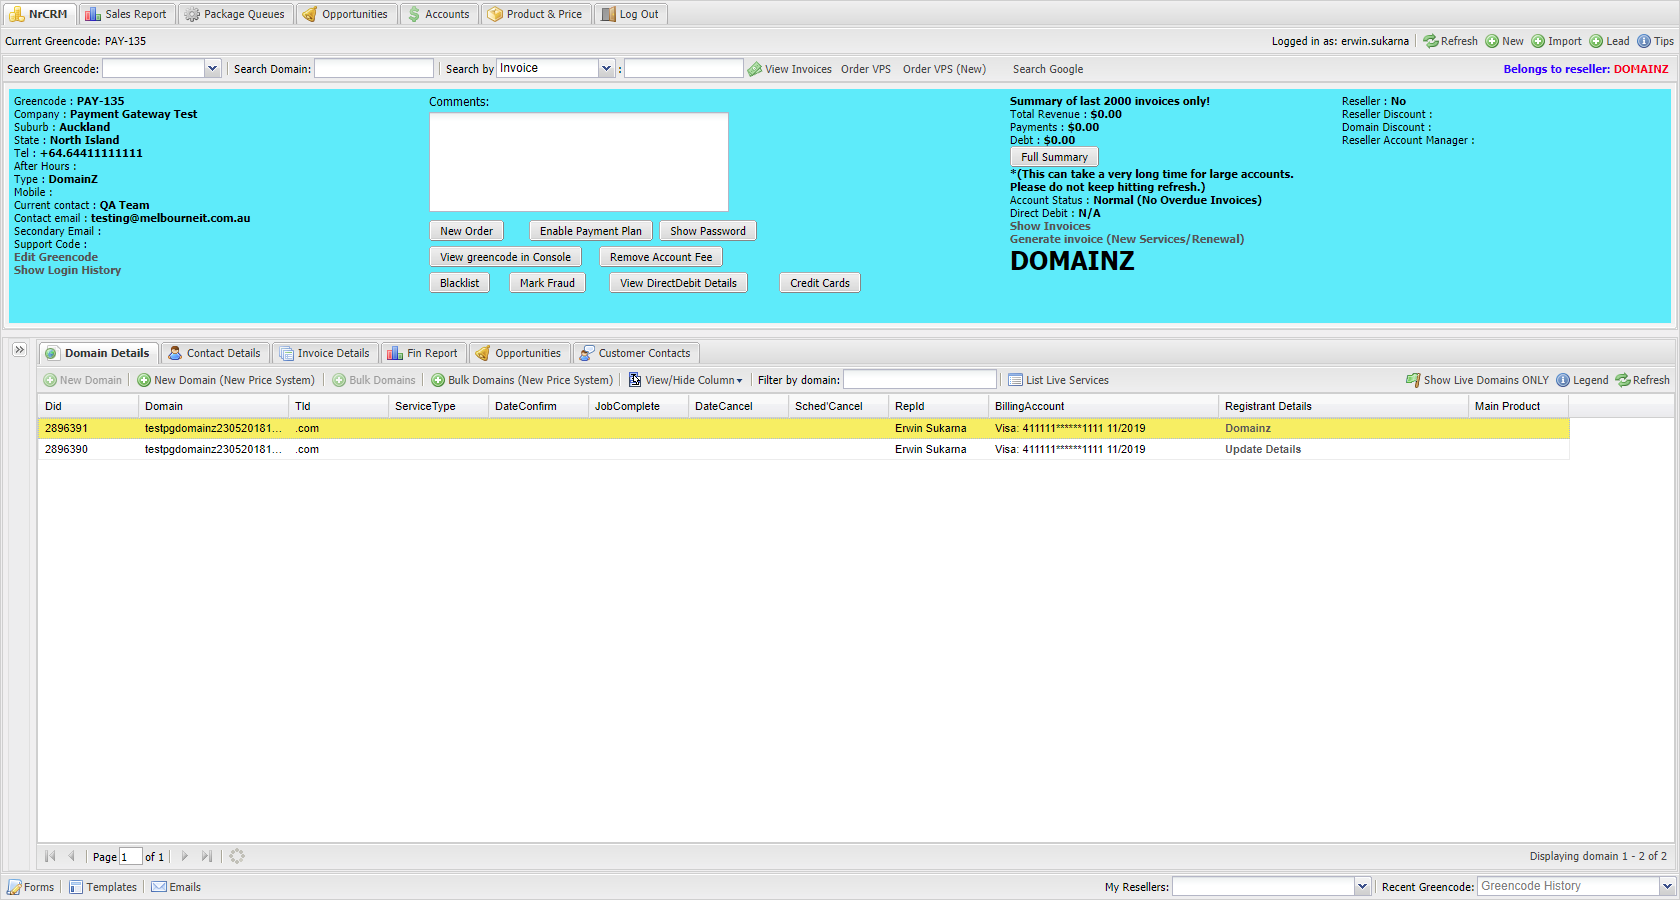 NrCRM Sales Report Package Queues Opportunities Accounts Product & Price Log Out
Current Greencode: PAY-135 Logged in as: erwin.sukarna Refresh New Import Lead Tips
Search Greencode: Search Domain: Search by Invoice : View Invoices Order VPS Order VPS (New) Search Google Belongs to reseller: DOMAINZ
Greencode : PAY-135
Company : Payment Gateway Test
Suburb : Auckland
State : North Island
Tel : +64.64411111111
After Hours :
Type : DomainZ
Mobile :
Current contact : QA Team
Contact email : testing@melbourneit.com.au
Secondary Email :
Support Code :
Edit Greencode
Show Login History
Comments:
New Order Enable Payment Plan Show Password
View greencode in Console Remove Account Fee
Blacklist Mark Fraud View DirectDebit Details Credit Cards
Summary of last 2000 invoices only!
Total Revenue : $0.00
Payments : $0.00
Debt : $0.00
Full Summary
*(This can take a very long time for large accounts.
Please do not keep hitting refresh.)
Account Status : Normal (No Overdue Invoices)
Direct Debit : N/A
Show Invoices
Generate invoice (New Services/Renewal)
DOMAINZ
Reseller : No
Reseller Discount :
Domain Discount :
Reseller Account Manager :
Domain Details Contact Details Invoice Details Fin Report Opportunities Customer Contacts
New Domain New Domain (New Price System) Bulk Domains Bulk Domains (New Price System) View/Hide Column Filter by domain: List Live Services Show Live Domains ONLY Legend Refresh
Did Domain Tld ServiceType DateConfirm JobComplete DateCancel Sched'Cancel RepId BillingAccount Registrant Details Main Product
2896391 testpgdomainz230520181... .com Erwin Sukarna Visa: 411111******1111 11/2019 Domainz
2896390 testpgdomainz230520181... .com Erwin Sukarna Visa: 411111******1111 11/2019 Update Details
Page 1 of 1 Displaying domain 1 - 2 of 2
Forms Templates Emails My Resellers: Recent Greencode: Greencode History